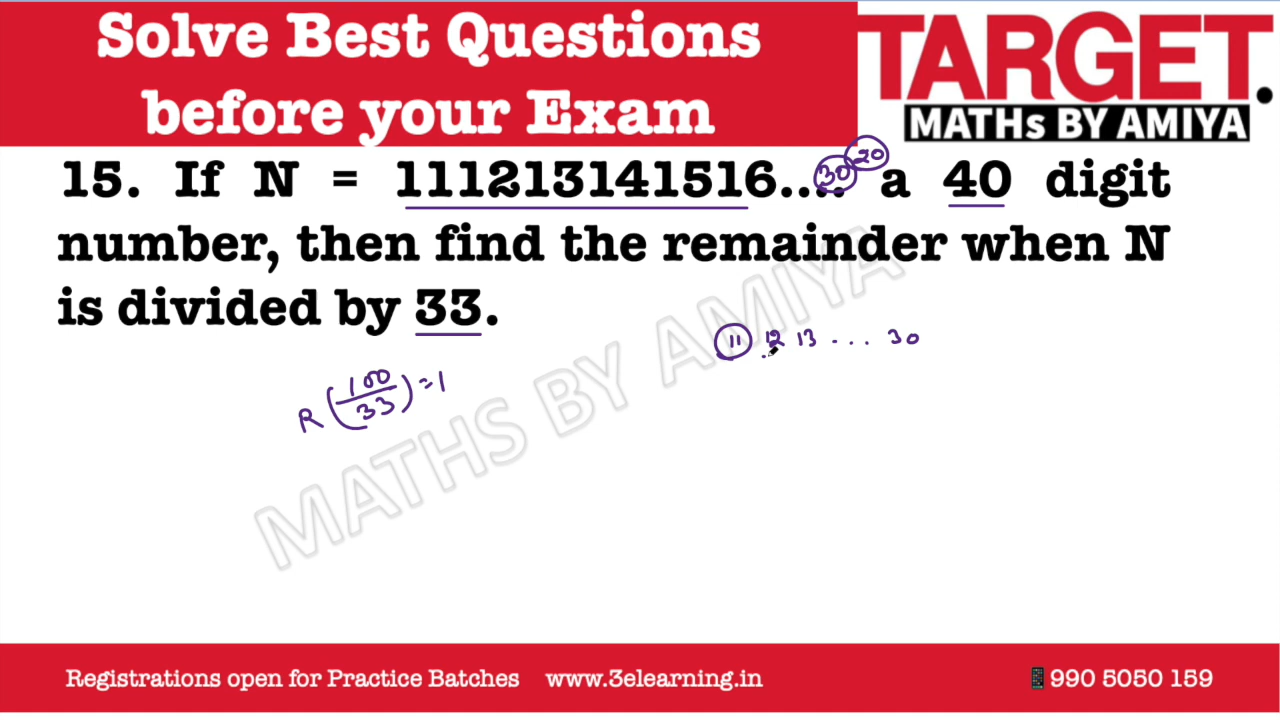 Solve Best Questions
before your Exam
TARGET.
MATHs BY AMIYA
30 20
15. If N = 111213141516.... a 40 digit
number, then find the remainder when N
is divided by 33.
11 12 13 ... 30
R(100/33) = 1
MATHS BY AMIYA
Registrations open for Practice Batches www.3elearning.in 990 5050 159